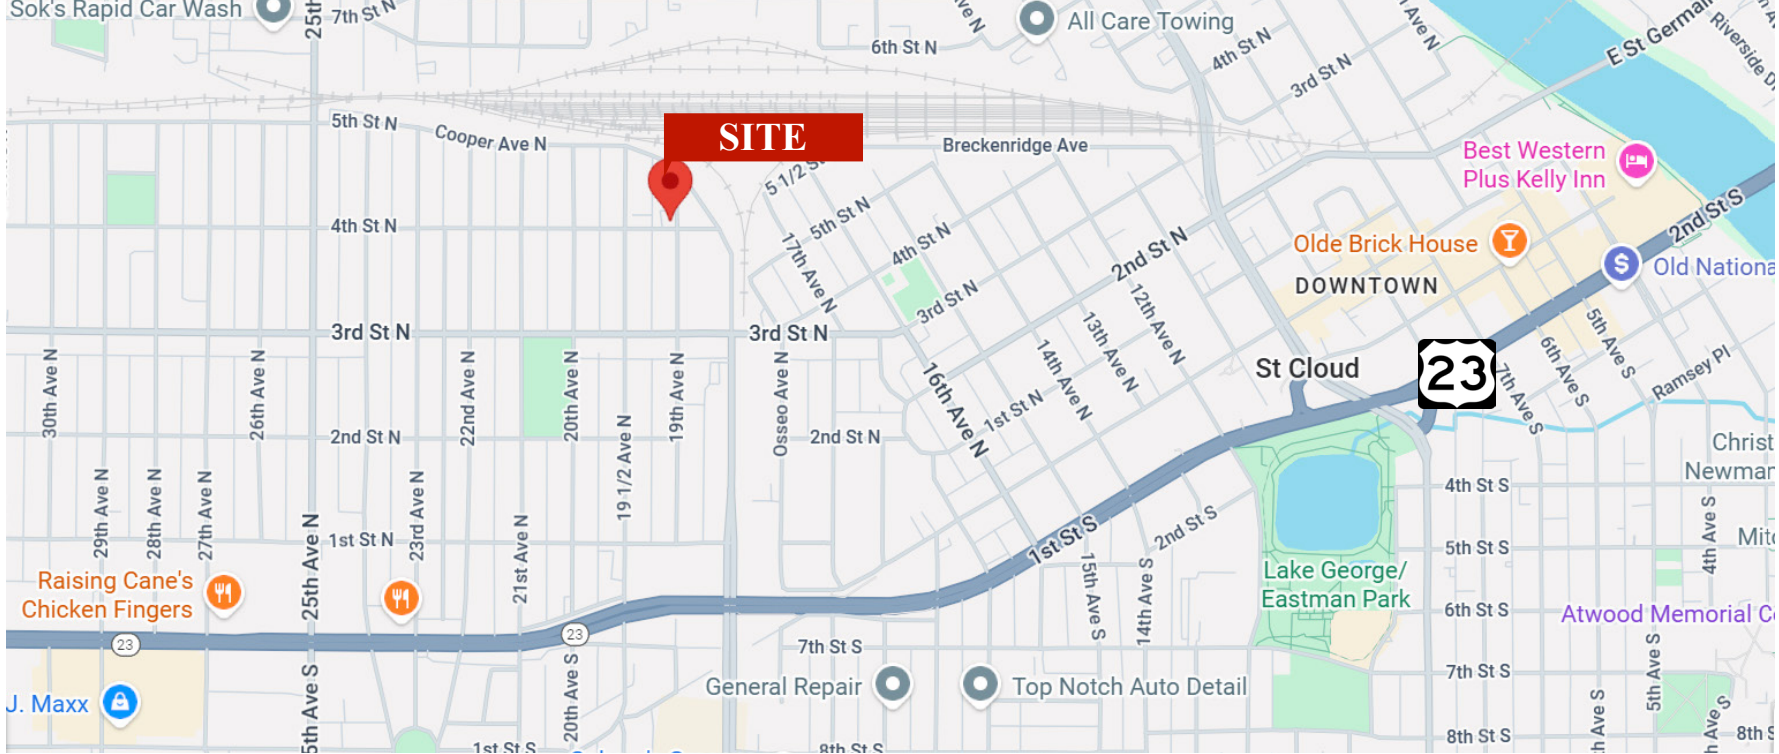 Sok's Rapid Car Wash
25th
7th St N
ve N
All Care Towing
6th St N
4th St N
Ave N
E St Germain
Riverside D
3rd St N
5th St N
Cooper Ave N
SITE
Breckenridge Ave
5 1/2 St
Best Western
Plus Kelly Inn
2nd St S
4th St N
17th Ave N
5th St N
4th St N
2nd St N
Olde Brick House
Old Nationa
DOWNTOWN
3rd St N
3rd St N
3rd St N
12th Ave N
13th Ave N
14th Ave N
5th Ave S
6th Ave S
7th Ave S
Ramsey Pl
St Cloud
23
30th Ave N
26th Ave N
22nd Ave N
20th Ave N
19th Ave N
Osseo Ave N
16th Ave N
1st St N
2nd St N
2nd St N
19 1/2 Ave N
Christ
Newman
29th Ave N
28th Ave N
27th Ave N
23rd Ave N
4th St S
4th Ave S
25th Ave N
21st Ave N
1st St N
1st St S
2nd St S
5th St S
Mito
Raising Cane's
Chicken Fingers
15th Ave S
14th Ave S
Lake George/
Eastman Park
6th St S
Atwood Memorial C
23
23
7th St S
7th St S
5th Ave S
J. Maxx
5th Ave S
20th Ave S
General Repair
Top Notch Auto Detail
h Ave S
Ave S
1st St S
8th St S
8th St S
8th S